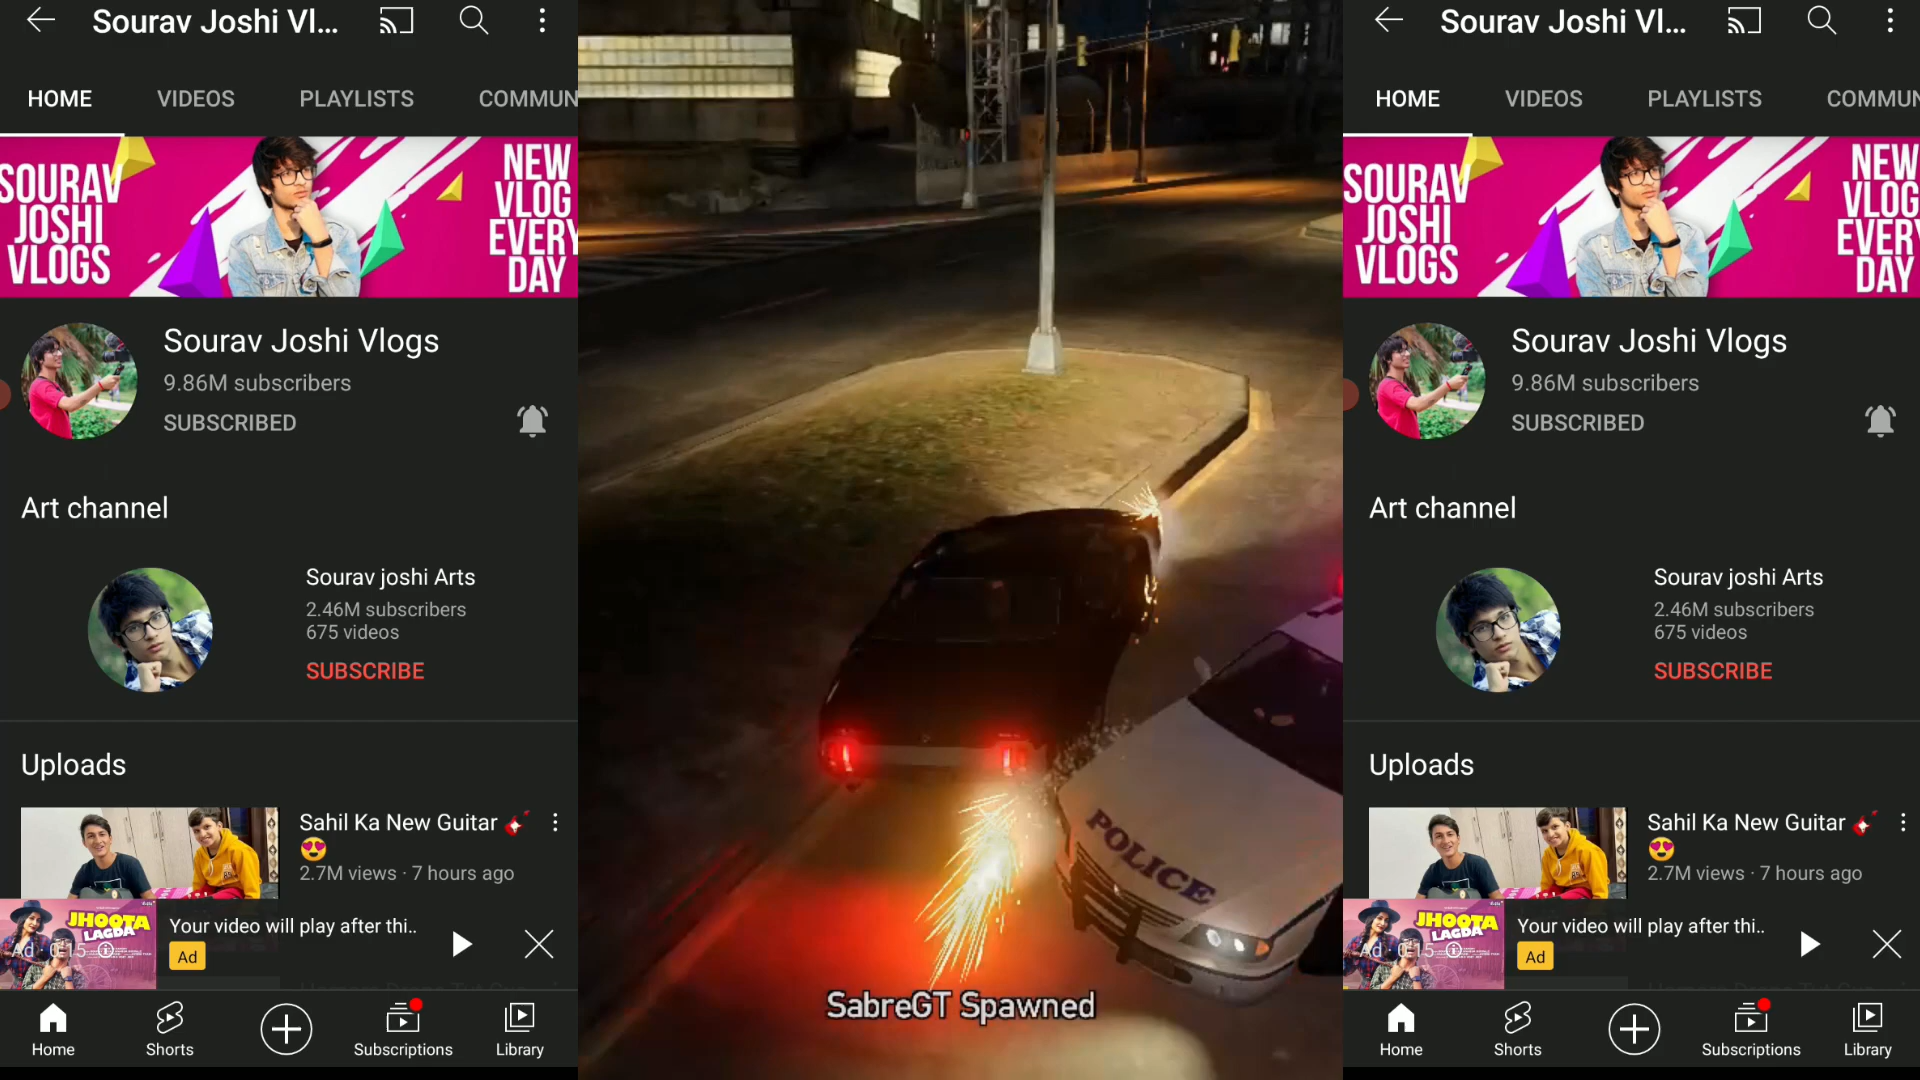 Sourav Joshi Vl...
HOME VIDEOS PLAYLISTS COMMUN
SOURAV
JOSHI
VLOGS
NEW
VLOG
EVERY
DAY
Sourav Joshi Vlogs
9.86M subscribers
SUBSCRIBED
Art channel
Sourav joshi Arts
2.46M subscribers
675 videos
SUBSCRIBE
Uploads
Sahil Ka New Guitar 🎸
😍
2.7M views · 7 hours ago
JHOOTA
LAGDA
Ad · 0:15
Your video will play after thi..
Ad
Home Shorts Subscriptions Library
POLICE
SabreGT Spawned
Sourav Joshi Vl...
HOME VIDEOS PLAYLISTS COMMUN
SOURAV
JOSHI
VLOGS
NEW
VLOG
EVERY
DAY
Sourav Joshi Vlogs
9.86M subscribers
SUBSCRIBED
Art channel
Sourav joshi Arts
2.46M subscribers
675 videos
SUBSCRIBE
Uploads
Sahil Ka New Guitar 🎸
😍
2.7M views · 7 hours ago
JHOOTA
LAGDA
Ad · 0:15
Your video will play after thi..
Ad
Home Shorts Subscriptions Library